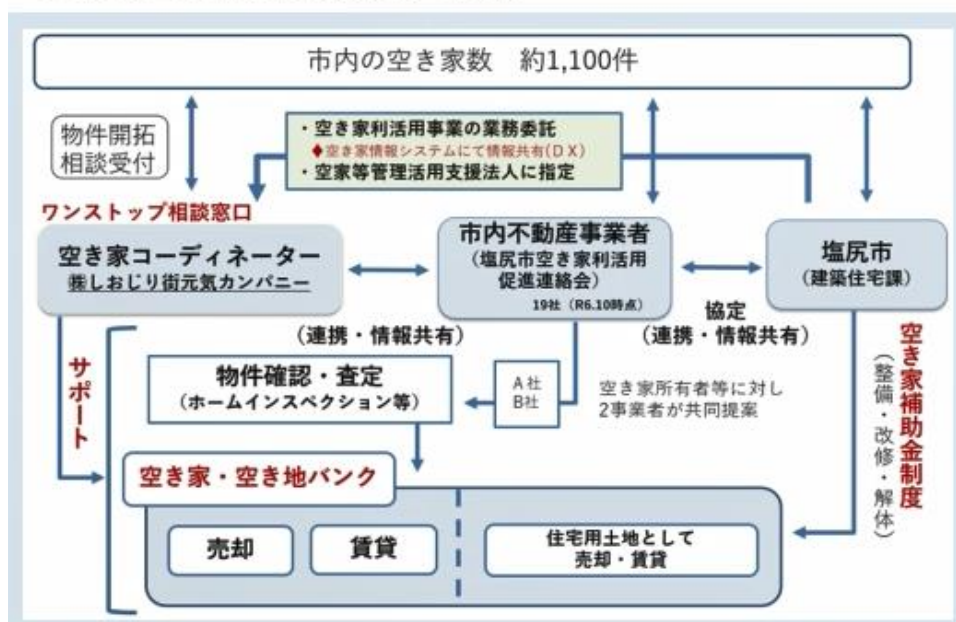 市内の空き家数　約1,100件
物件開拓
相談受付
・空き家利活用事業の業務委託
◆空き家情報システムにて情報共有(ＤＸ)
・空家等管理活用支援法人に指定
ワンストップ相談窓口
空き家コーディネーター
㈱しおじり街元気カンパニー
市内不動産事業者
(塩尻市空き家利活用
促進連絡会)
19社（R6.10時点）
塩尻市
(建築住宅課)
(連携・情報共有)
協定
(連携・情報共有)
サポート
物件確認・査定
(ホームインスペクション等)
Ａ社
Ｂ社
空き家所有者等に対し
2事業者が共同提案
空き家補助金制度
（整備・改修・解体）
空き家・空き地バンク
売却
賃貸
住宅用土地として
売却・賃貸